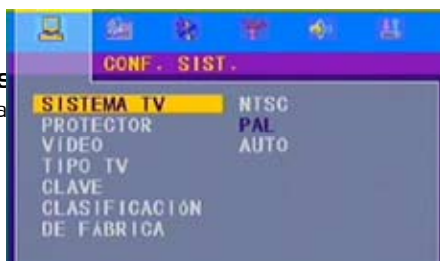 CONF. SIST.
s
a
SISTEMA TV NTSC
PROTECTOR PAL
VIDEO AUTO
TIPO TV
CLAVE
CLASIFICACIÓN
DE FÁBRICA